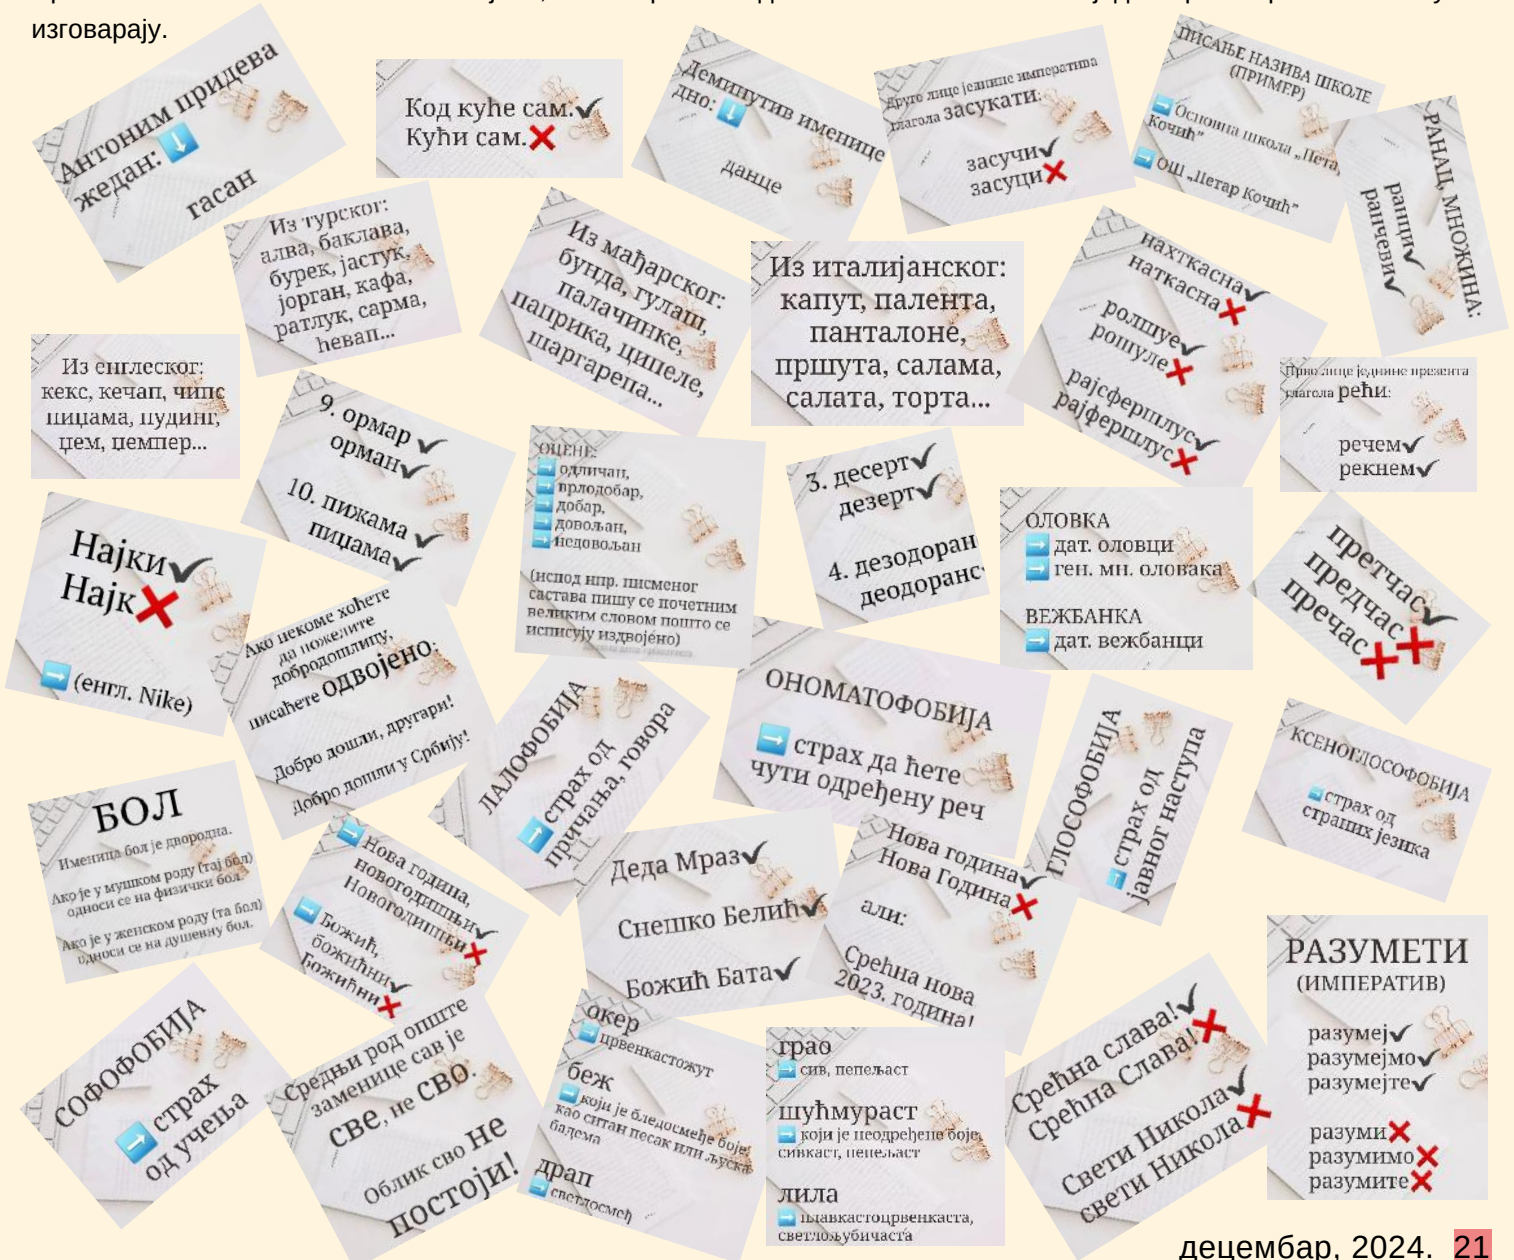 изговарају.
Антоним придева
жедан: ⬇️
гасан
Код куће сам.✔
Кући сам.❌
Деминутив именице
дно: ⬇️
данце
Друго лице једнине императива
глагола засукати:
засучи✔
засуци❌
ПИСАЊЕ НАЗИВА ШКОЛЕ
(ПРИМЕР)
➡️ Основна школа „Петар
Кочић”
➡️ ОШ „Петар Кочић”
РАНАЦ, МНОЖИНА:
ранци✔
ранчеви✔
Из турског:
алва, баклава,
бурек, јастук,
јорган, кафа,
ратлук, сарма,
ћевап...
Из мађарског:
бунда, гулаш,
палачинке,
паприка, ципеле,
шаргарепа...
Из италијанског:
капут, палента,
панталоне,
пршута, салама,
салата, торта...
нахткасна✔
наткасна❌
ролшуе✔
рошуле❌
рајсфершлус✔
рајфершлус❌
Прво лице једнине презента
глагола рећи:
речем✔
рекнем✔
Из енглеског:
кекс, кечап, чипс
пиџама, пудинг,
џем, џемпер...
9. ормар ✔
орман✔
10. пижама ✔
пиџама✔
ОЦЕНЕ:
➡️ одличан,
➡️ врлодобар,
➡️ добар,
➡️ довољан,
➡️ недовољан
(испод нпр. писменог
састава пишу се почетним
великим словом пошто се
исписују издвојено)
3. десерт✔
дезерт✔
4. дезодоранс
деодоранс
ОЛОВКА
➡️ дат. оловци
➡️ ген. мн. оловака
ВЕЖБАНКА
➡️ дат. вежбанци
претчас✔
предчас❌
пречас❌
Најки✔
Најк❌
➡️ (енгл. Nike)
Ако некоме хоћете
да пожелите
добродошлицу,
писаћете ОДВОЈЕНО:
Добро дошли, другари!
Добро дошли у Србију!
ЛАЛОФОБИЈА
➡️ страх од
причања, говора
ОНОМАТОФОБИЈА
➡️ страх да ћете
чути одређену реч
ГЛОСОФОБИЈА
➡️ страх од
јавног наступа
КСЕНОГЛОСОФОБИЈА
➡️ страх од
страних језика
БОЛ
Именица бол је двородна.
Ако је у мушком роду (тај бол)
односи се на физички бол.
Ако је у женском роду (та бол)
односи се на душевну бол.
➡️ Нова година,
новогодишњи✔
Новогодишњи❌
➡️ Божић,
божићни✔
Божићни❌
Деда Мраз✔
Снешко Белић✔
Божић Бата✔
Нова година✔
Нова Година❌
али:
Срећна нова
2023. година!
СОФОФОБИЈА
➡️ страх
од учења
Средњи род опште
заменице сав је
СВЕ, не СВО.
Облик сво НЕ
ПОСТОЈИ!
окер
➡️ црвенкастожут
беж
➡️ који је бледосмеђе боје,
као ситан песак или љуска
бадема
драп
➡️ светлосмеђ
грао
➡️ сив, пепељаст
шућмураст
➡️ који је неодређене боје,
сивкаст, пепељаст
лила
➡️ плавкастоцрвенкаста,
светлољубичаста
Срећна слава!✔
Срећна Слава!❌
Свети Никола✔
свети Никола❌
РАЗУМЕТИ
(ИМПЕРАТИВ)
разумеј✔
разумејмо✔
разумејте✔
разуми❌
разумимо❌
разумите❌
децембар, 2024. 21